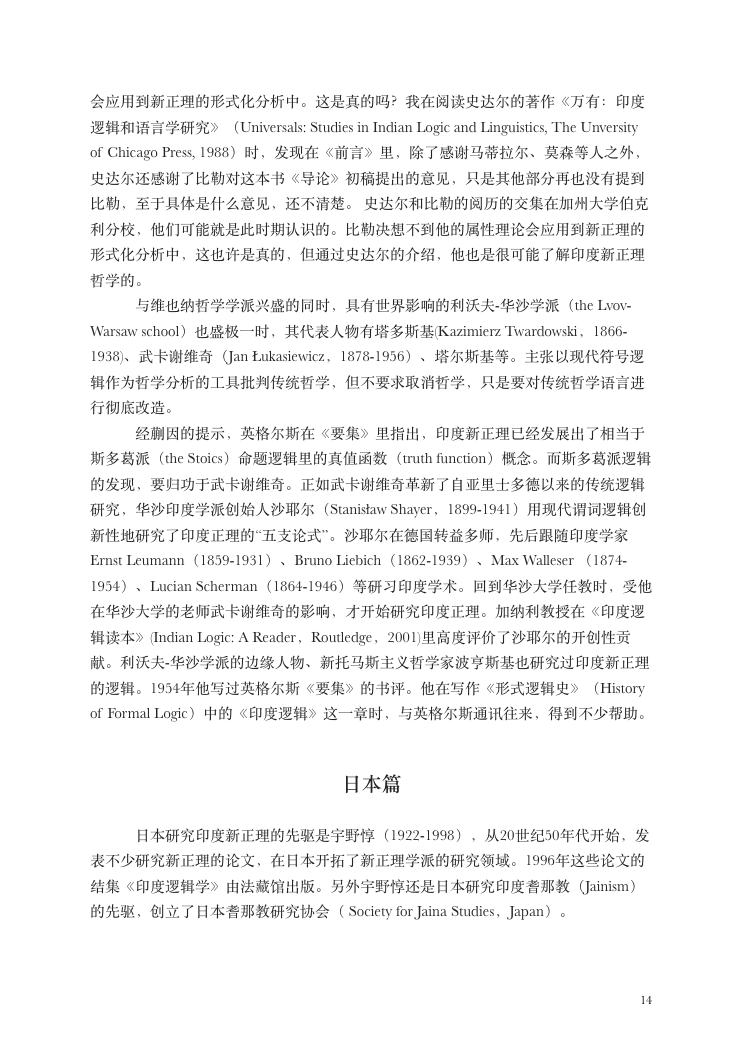 会应用到新正理的形式化分析中。这是真的吗？我在阅读史达尔的著作《万有：印度
逻辑和语言学研究》（Universals: Studies in Indian Logic and Linguistics, The Unversity
of Chicago Press, 1988）时，发现在《前言》里，除了感谢马蒂拉尔、莫森等人之外，
史达尔还感谢了比勒对这本书《导论》初稿提出的意见，只是其他部分再也没有提到
比勒，至于具体是什么意见，还不清楚。 史达尔和比勒的阅历的交集在加州大学伯克
利分校，他们可能就是此时期认识的。比勒决想不到他的属性理论会应用到新正理的
形式化分析中，这也许是真的，但通过史达尔的介绍，他也是很可能了解印度新正理
哲学的。
与维也纳哲学学派兴盛的同时，具有世界影响的利沃夫-华沙学派（the Lvov-
Warsaw school）也盛极一时，其代表人物有塔多斯基(Kazimierz Twardowski，1866-
1938)、武卡谢维奇（Jan Łukasiewicz，1878-1956）、塔尔斯基等。主张以现代符号逻
辑作为哲学分析的工具批判传统哲学，但不要求取消哲学，只是要对传统哲学语言进
行彻底改造。
经蒯因的提示，英格尔斯在《要集》里指出，印度新正理已经发展出了相当于
斯多葛派（the Stoics）命题逻辑里的真值函数（truth function）概念。而斯多葛派逻辑
的发现，要归功于武卡谢维奇。正如武卡谢维奇革新了自亚里士多德以来的传统逻辑
研究，华沙印度学派创始人沙耶尔（Stanisław Shayer，1899-1941）用现代谓词逻辑创
新性地研究了印度正理的“五支论式”。沙耶尔在德国转益多师，先后跟随印度学家
Ernst Leumann（1859-1931）、Bruno Liebich（1862-1939）、Max Walleser （1874-
1954）、Lucian Scherman（1864-1946）等研习印度学术。回到华沙大学任教时，受他
在华沙大学的老师武卡谢维奇的影响，才开始研究印度正理。加纳利教授在《印度逻
辑读本》(Indian Logic: A Reader，Routledge，2001)里高度评价了沙耶尔的开创性贡
献。利沃夫-华沙学派的边缘人物、新托马斯主义哲学家波亨斯基也研究过印度新正理
的逻辑。1954年他写过英格尔斯《要集》的书评。他在写作《形式逻辑史》（History
of Formal Logic）中的《印度逻辑》这一章时，与英格尔斯通讯往来，得到不少帮助。
日本篇
日本研究印度新正理的先驱是宇野惇（1922-1998），从20世纪50年代开始，发
表不少研究新正理的论文，在日本开拓了新正理学派的研究领域。1996年这些论文的
结集《印度逻辑学》由法藏馆出版。另外宇野惇还是日本研究印度耆那教（Jainism）
的先驱，创立了日本耆那教研究协会（ Society for Jaina Studies，Japan）。
14